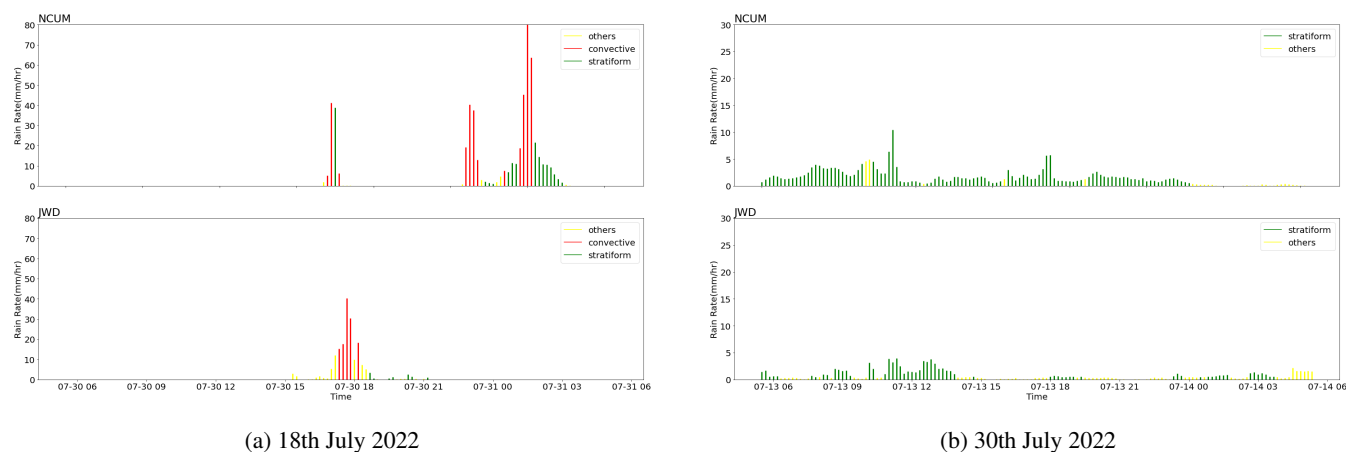 NCUM
80
70
60
50
40
30
20
10
0
Rain Rate(mm/hr)
others
convective
stratiform
JWD
80
70
60
50
40
30
20
10
0
Rain Rate(mm/hr)
others
convective
stratiform
07-30 06 07-30 09 07-30 12 07-30 15 07-30 18 07-30 21 07-31 00 07-31 03 07-31 06
Time
(a) 18th July 2022
NCUM
30
25
20
15
10
5
0
Rain Rate(mm/hr)
stratiform
others
JWD
30
25
20
15
10
5
0
Rain Rate(mm/hr)
stratiform
others
07-13 06 07-13 09 07-13 12 07-13 15 07-13 18 07-13 21 07-14 00 07-14 03 07-14 06
Time
(b) 30th July 2022